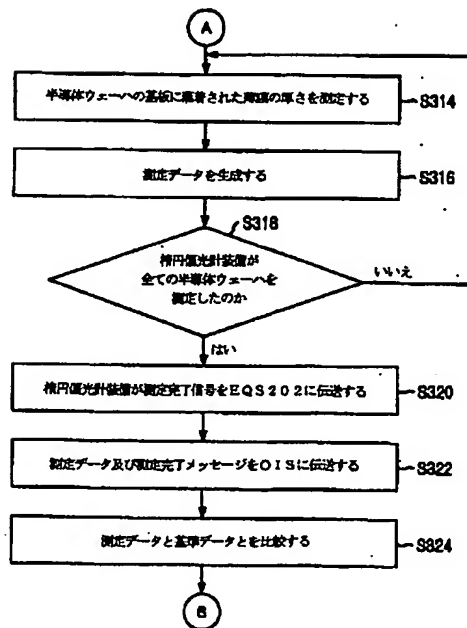 A
半導体ウェーハの基板に蒸着された薄膜の厚さを測定する
S314
測定データを生成する
S316
S318
楕円偏光計装備が
全ての半導体ウェーハを
測定したのか
いいえ
はい
楕円偏光計装備が測定完了信号をEQS202に伝送する
S320
測定データ及び測定完了メッセージをOISに伝送する
S322
測定データと基準データとを比較する
S324
B